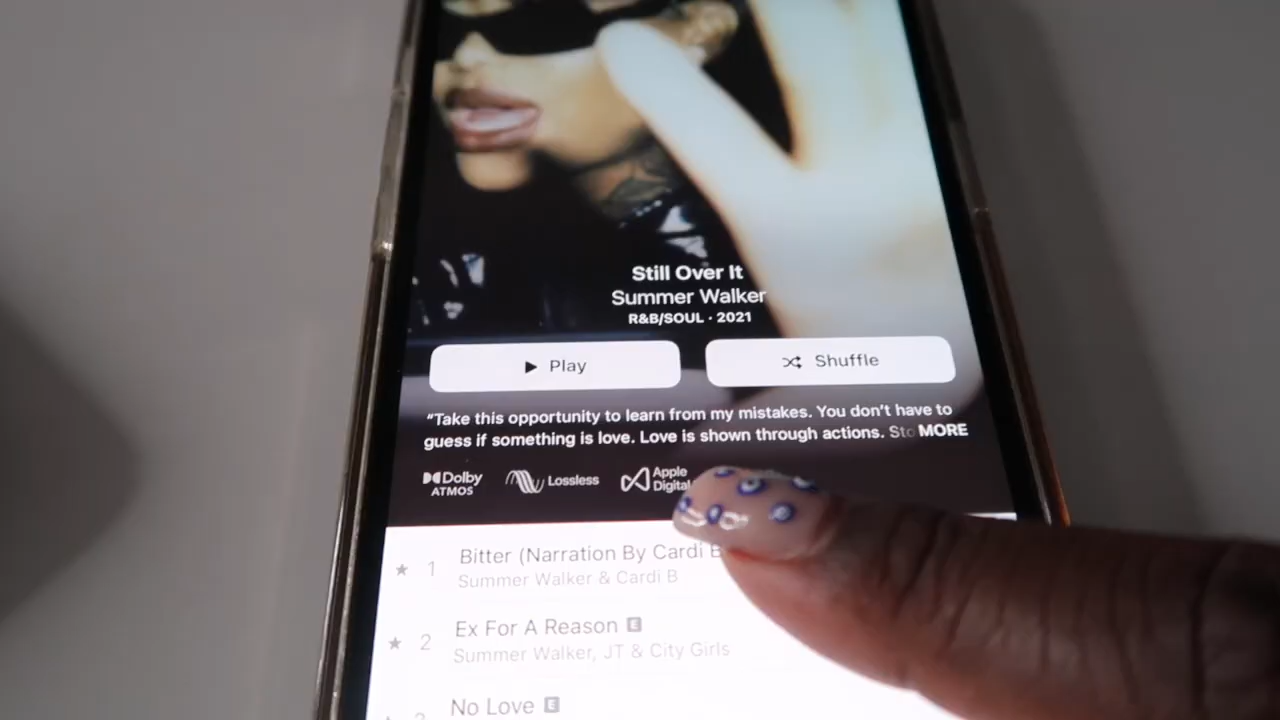 Still Over It
Summer Walker
R&B/SOUL · 2021
Play
Shuffle
“Take this opportunity to learn from my mistakes. You don’t have to
guess if something is love. Love is shown through actions. MORE
Dolby
ATMOS
Lossless
Apple
Digital
1 Bitter (Narration By Cardi B
Summer Walker & Cardi B
2 Ex For A Reason E
Summer Walker, JT & City Girls
No Love E